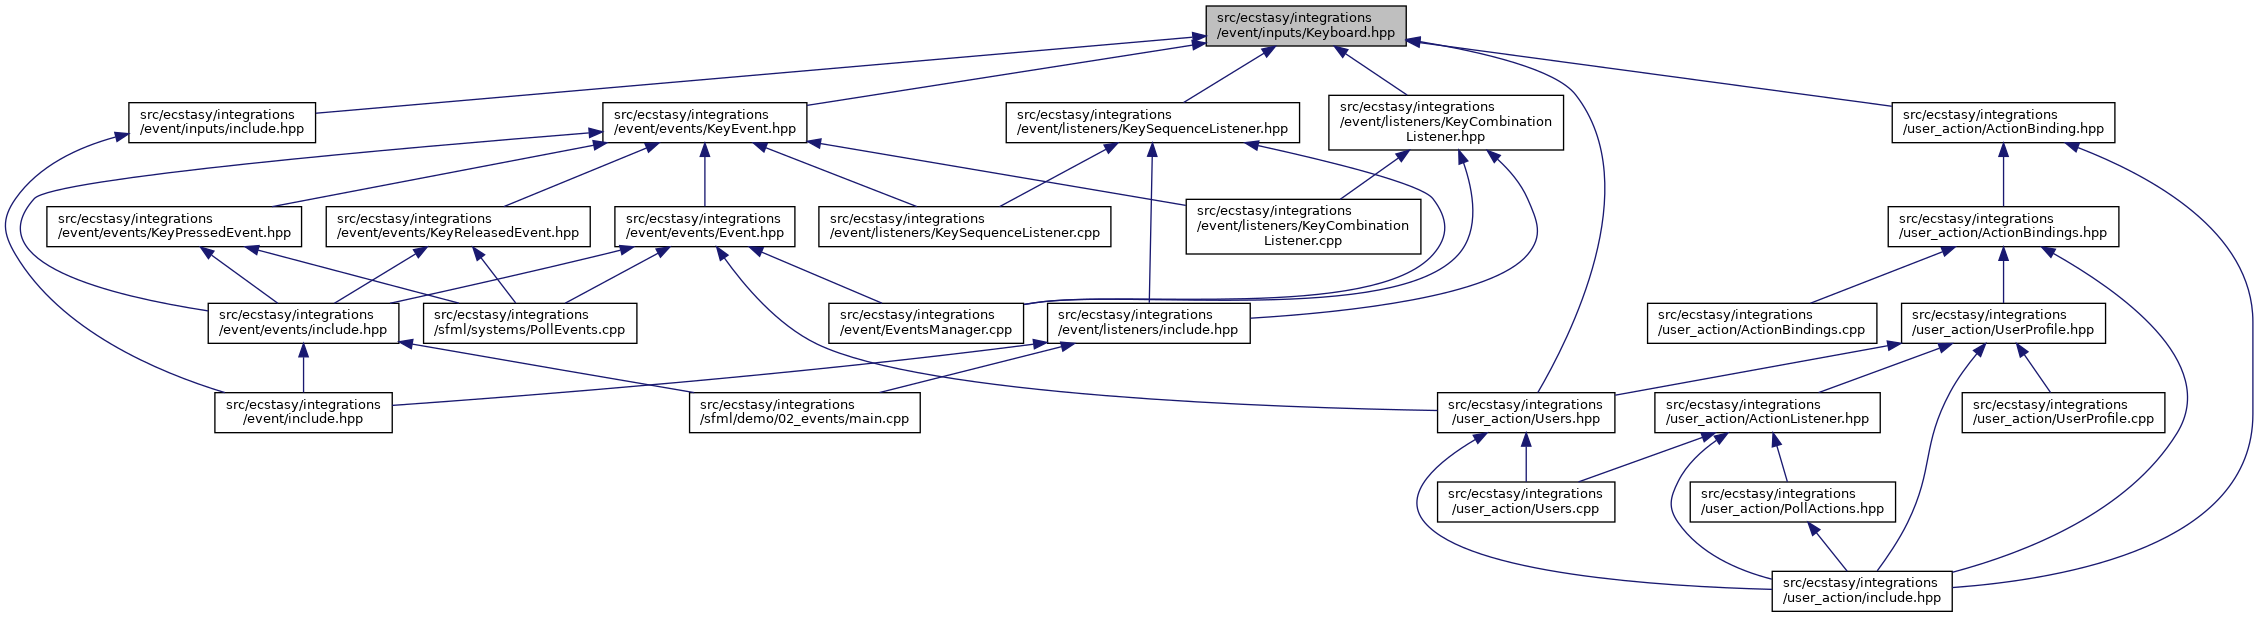 src/ecstasy/integrations
/event/inputs/Keyboard.hpp
src/ecstasy/integrations
/event/inputs/include.hpp
src/ecstasy/integrations
/event/events/KeyEvent.hpp
src/ecstasy/integrations
/event/listeners/KeySequenceListener.hpp
src/ecstasy/integrations
/event/listeners/KeyCombination
Listener.hpp
src/ecstasy/integrations
/user_action/ActionBinding.hpp
src/ecstasy/integrations
/event/events/KeyPressedEvent.hpp
src/ecstasy/integrations
/event/events/KeyReleasedEvent.hpp
src/ecstasy/integrations
/event/events/Event.hpp
src/ecstasy/integrations
/event/listeners/KeySequenceListener.cpp
src/ecstasy/integrations
/event/listeners/KeyCombination
Listener.cpp
src/ecstasy/integrations
/user_action/ActionBindings.hpp
src/ecstasy/integrations
/event/events/include.hpp
src/ecstasy/integrations
/sfml/systems/PollEvents.cpp
src/ecstasy/integrations
/event/EventsManager.cpp
src/ecstasy/integrations
/event/listeners/include.hpp
src/ecstasy/integrations
/user_action/ActionBindings.cpp
src/ecstasy/integrations
/user_action/UserProfile.hpp
src/ecstasy/integrations
/event/include.hpp
src/ecstasy/integrations
/sfml/demo/02_events/main.cpp
src/ecstasy/integrations
/user_action/Users.hpp
src/ecstasy/integrations
/user_action/ActionListener.hpp
src/ecstasy/integrations
/user_action/UserProfile.cpp
src/ecstasy/integrations
/user_action/Users.cpp
src/ecstasy/integrations
/user_action/PollActions.hpp
src/ecstasy/integrations
/user_action/include.hpp